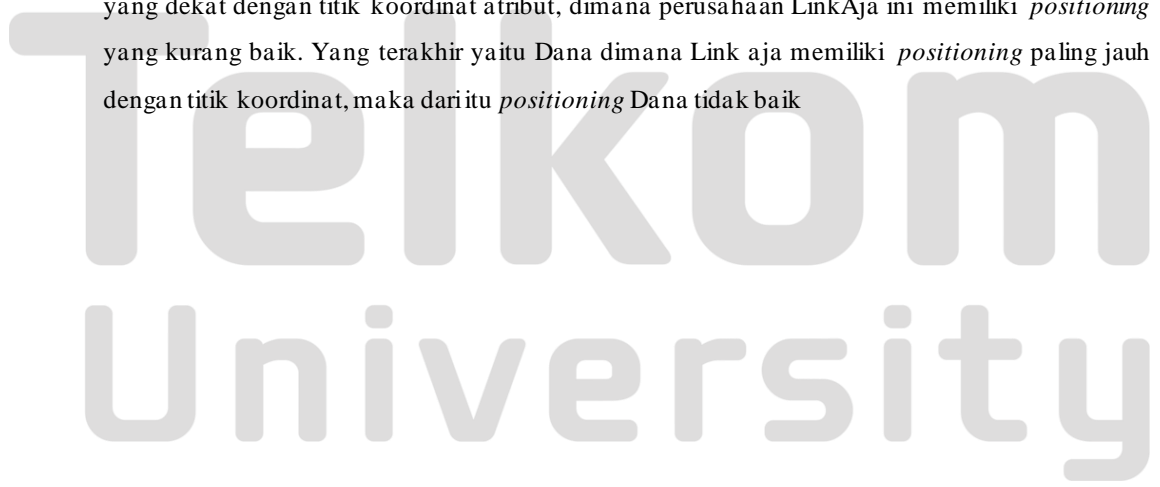 yang dekat dengan titik koordinat atribut, dimana perusahaan LinkAja ini memiliki positioning
yang kurang baik. Yang terakhir yaitu Dana dimana Link aja memiliki positioning paling jauh
dengan titik koordinat, maka dari itu positioning Dana tidak baik
Telkom
University